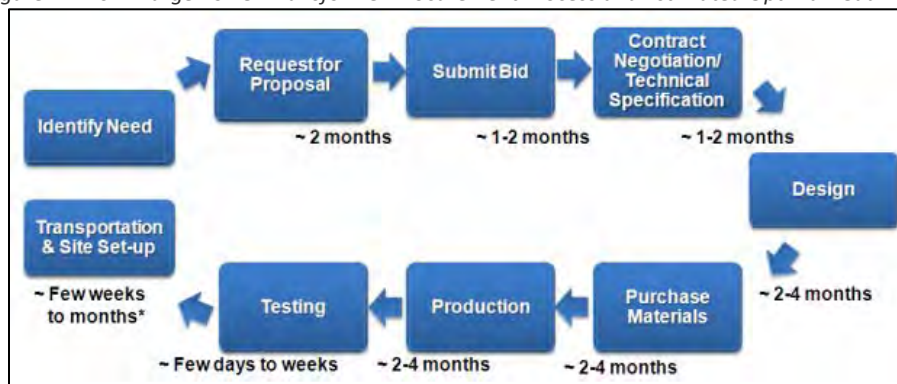 Identify Need
Request for
Proposal
~ 2 months
Submit Bid
~ 1-2 months
Contract
Negotiation/
Technical
Specification
~ 1-2 months
Design
~ 2-4 months
Purchase
Materials
~ 2-4 months
Production
~ 2-4 months
Testing
~ Few days to weeks
Transportation
& Site Set-up
~ Few weeks
to months*